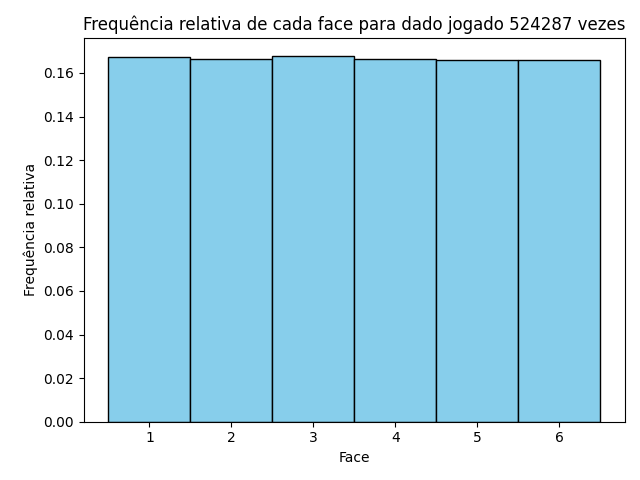 Frequência relativa de cada face para dado jogado 524287 vezes
0.16
0.14
0.12
0.10
0.08
0.06
0.04
0.02
0.00
Frequência relativa
1 2 3 4 5 6
Face